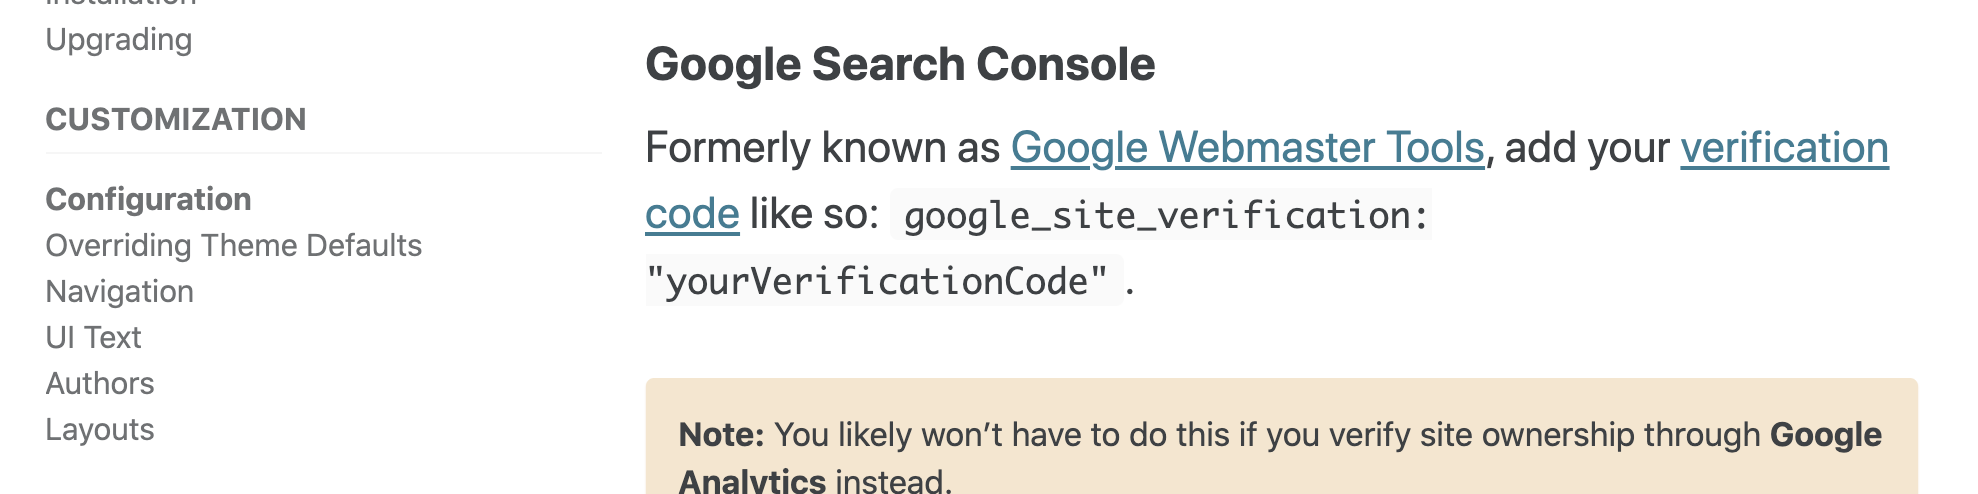 Installation
Upgrading
CUSTOMIZATION
Configuration
Overriding Theme Defaults
Navigation
UI Text
Authors
Layouts
Google Search Console
Formerly known as Google Webmaster Tools, add your verification
code like so: google_site_verification:
"yourVerificationCode" .
Note: You likely won’t have to do this if you verify site ownership through Google
Analytics instead.